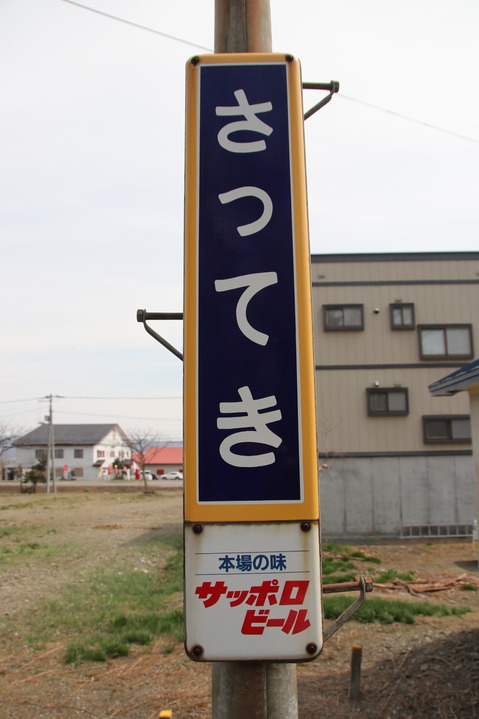 さってき
本場の味
サッポロ
ビール